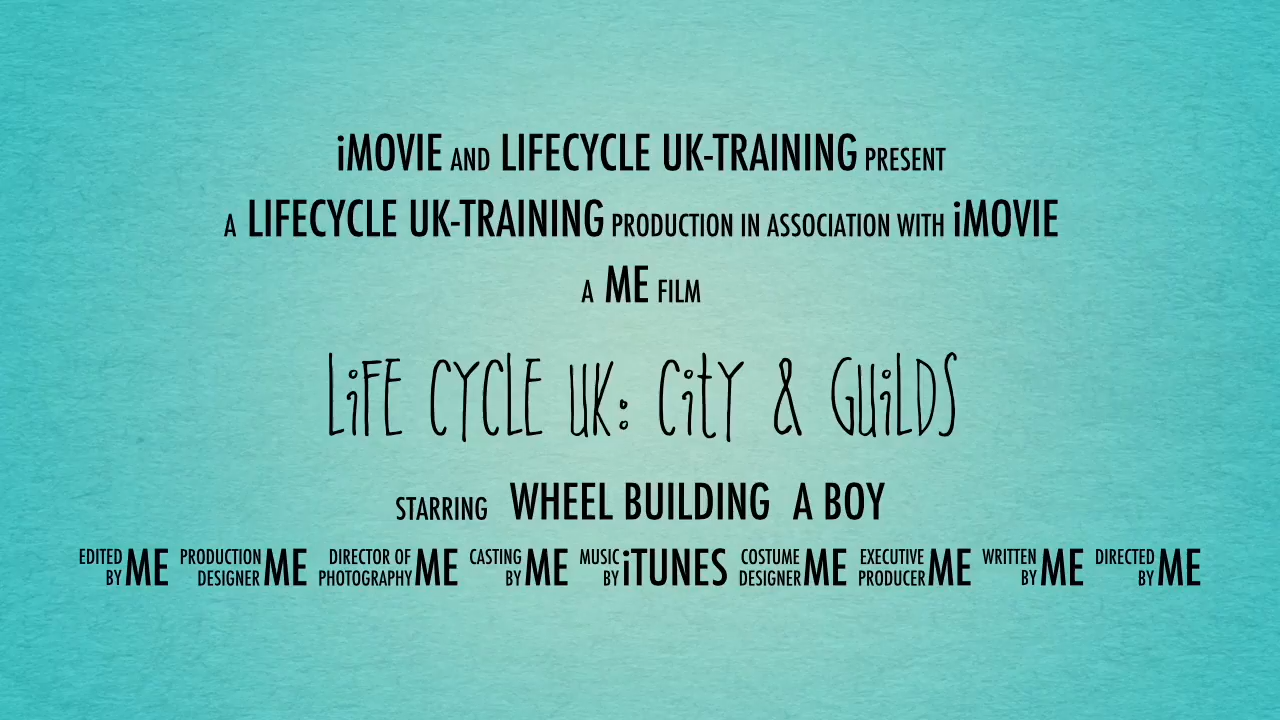 iMOVIE AND LIFECYCLE UK-TRAINING PRESENT
A LIFECYCLE UK-TRAINING PRODUCTION IN ASSOCIATION WITH iMOVIE
A ME FILM
LiFE CYCLE UK: CitY & GUiLDS
STARRING WHEEL BUILDING A BOY
EDITED BY ME PRODUCTION DESIGNER ME DIRECTOR OF PHOTOGRAPHY ME CASTING BY ME MUSIC BY iTUNES COSTUME DESIGNER ME EXECUTIVE PRODUCER ME WRITTEN BY ME DIRECTED BY ME